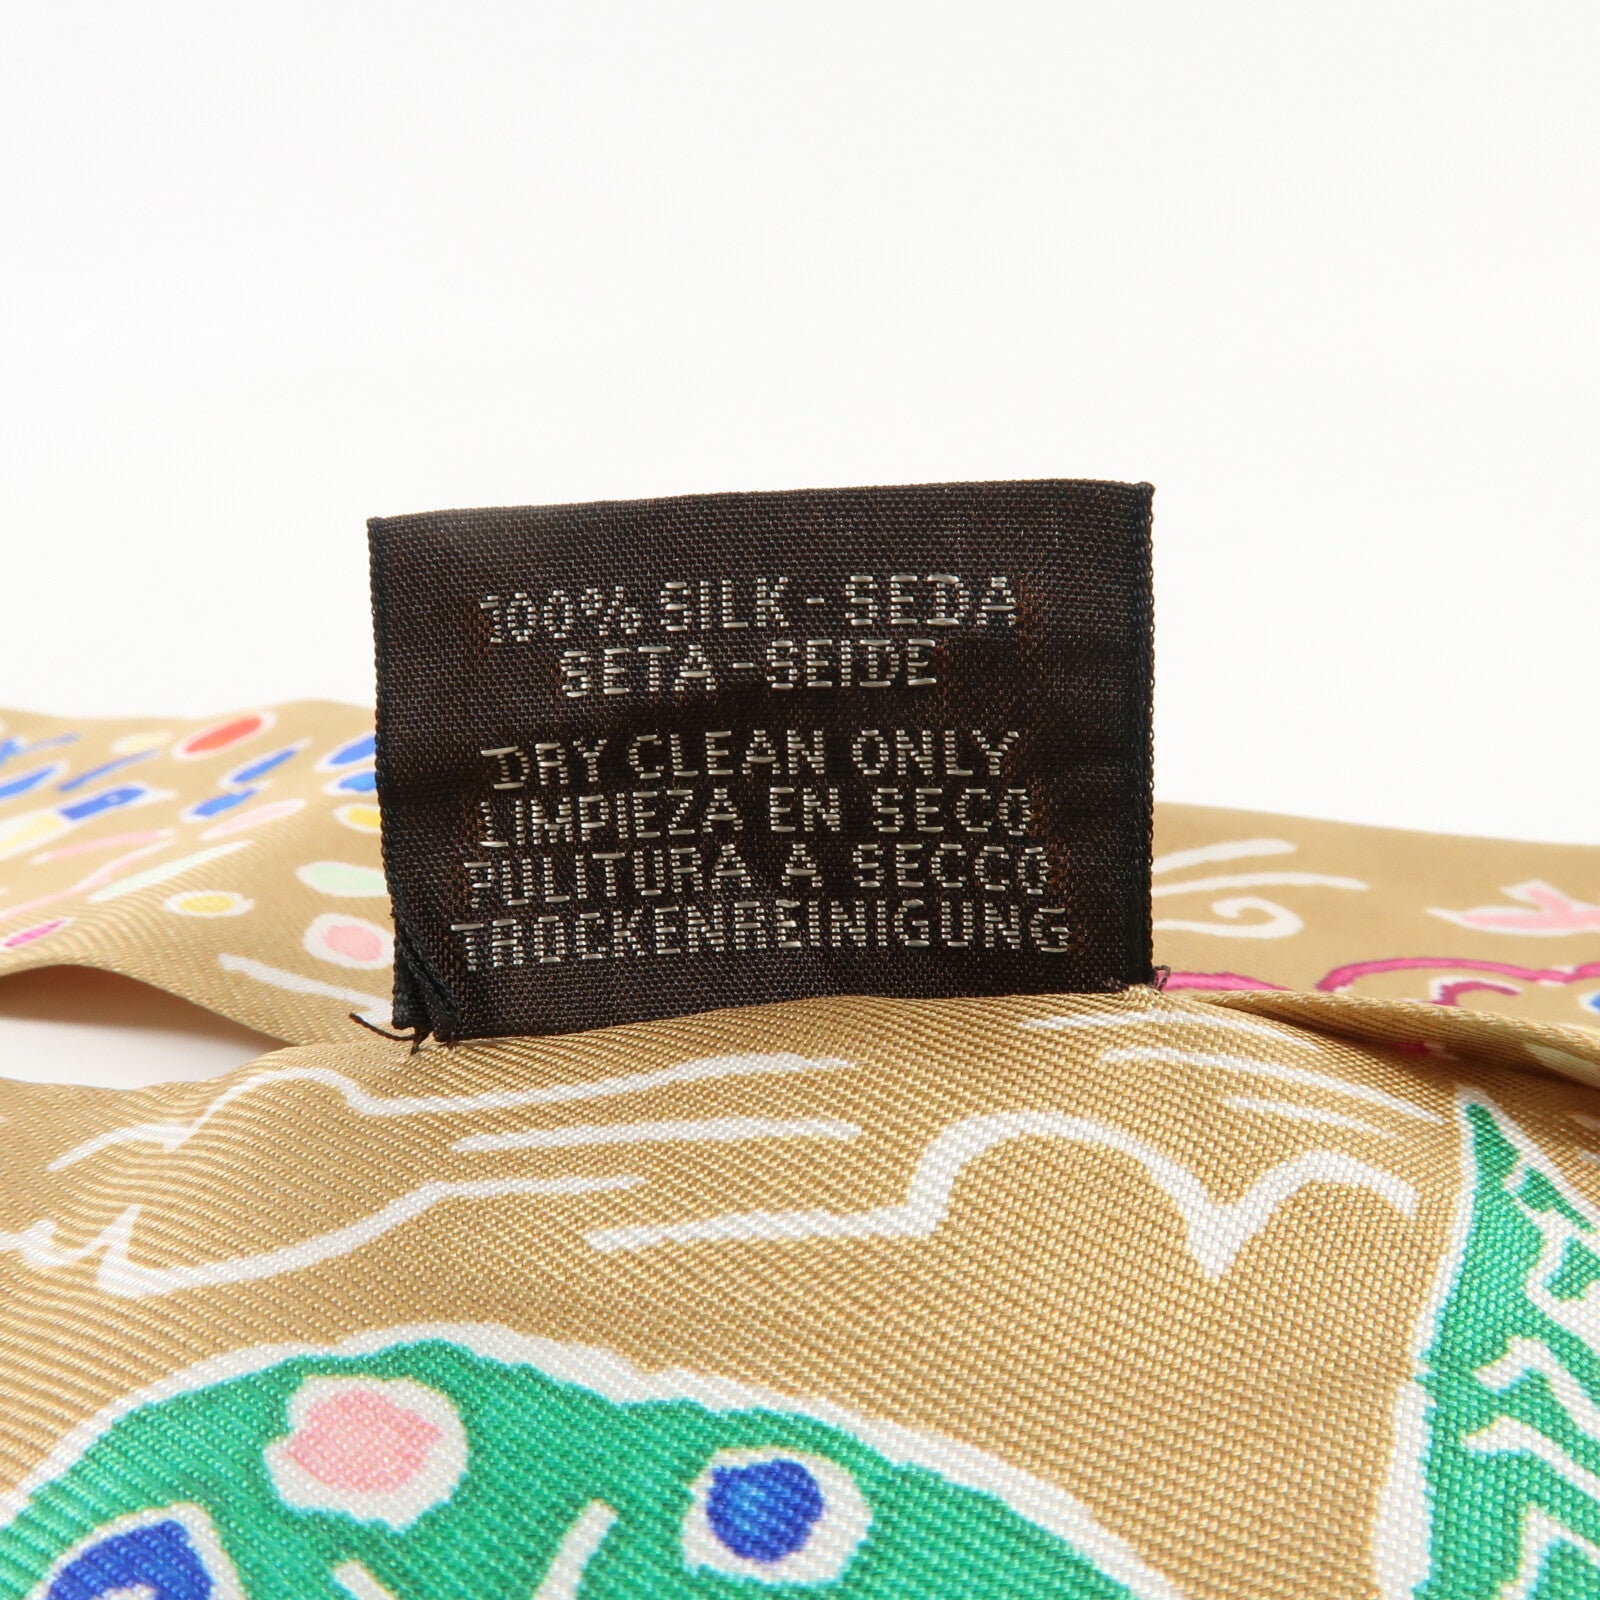 100% SILK - SEDA
SETA - SEIDE
DRY CLEAN ONLY
LIMPIEZA EN SECO
PULITURA A SECCO
TROCKENREINIGUNG